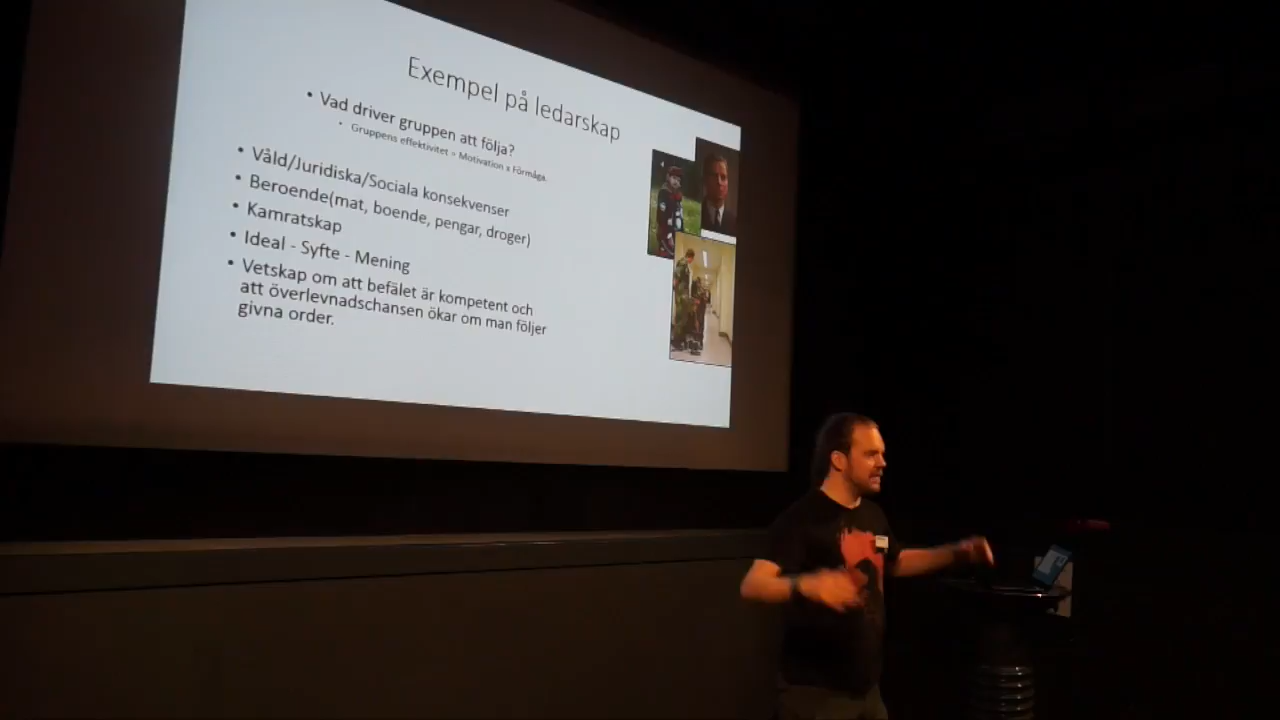 Exempel på ledarskap
• Vad driver gruppen att följa?
• Gruppens effektivitet = Motivation x Förmåga.
• Våld/Juridiska/Sociala konsekvenser
• Beroende(mat, boende, pengar, droger)
• Kamratskap
• Ideal - Syfte - Mening
• Vetskap om att befälet är kompetent och
att överlevnadschansen ökar om man följer
givna order.